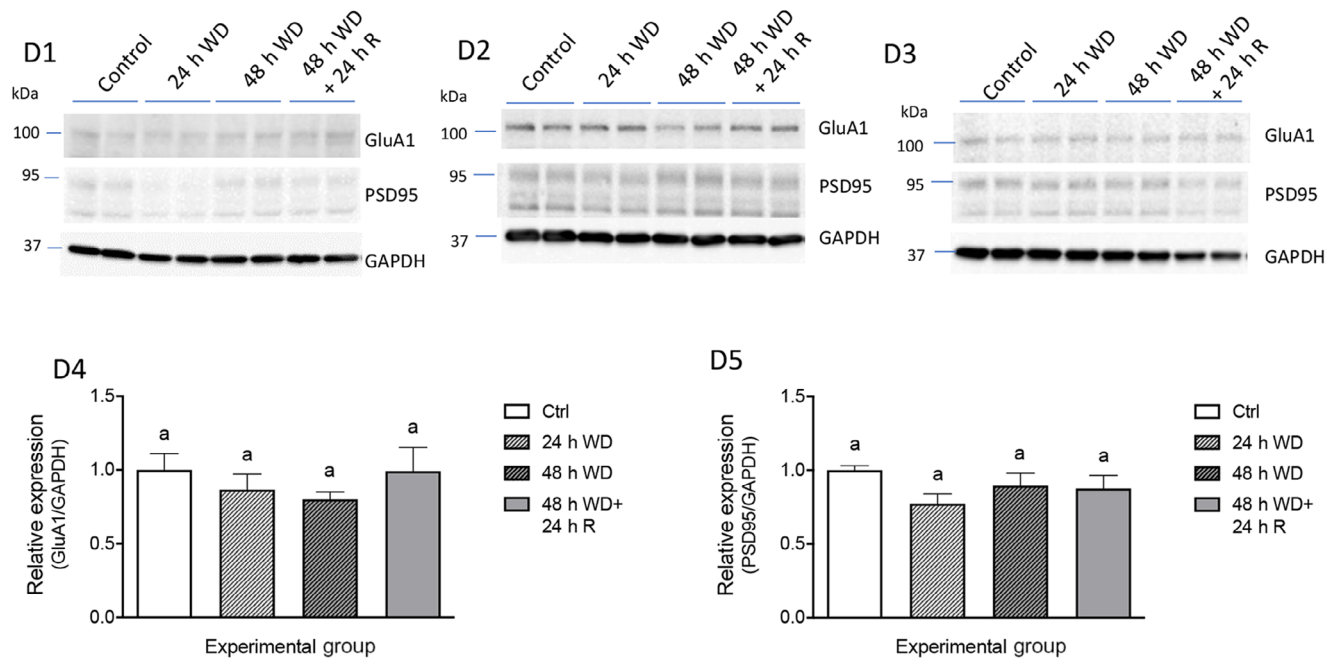 D1
Control
24 h WD
48 h WD
48 h WD
+ 24 h R
kDa
100
GluA1
95
PSD95
37
GAPDH
D2
Control
24 h WD
48 h WD
48 h WD
+ 24 h R
kDa
100
GluA1
95
PSD95
37
GAPDH
D3
Control
24 h WD
48 h WD
48 h WD
+ 24 h R
kDa
100
GluA1
95
PSD95
37
GAPDH
D4
Relative expression
(GluA1/GAPDH)
1.5
1.0
0.5
0.0
a
a
a
a
Experimental group
Ctrl
24 h WD
48 h WD
48 h WD+
24 h R
D5
Relative expression
(PSD95/GAPDH)
1.5
1.0
0.5
0.0
a
a
a
a
Experimental group
Ctrl
24 h WD
48 h WD
48 h WD+
24 h R